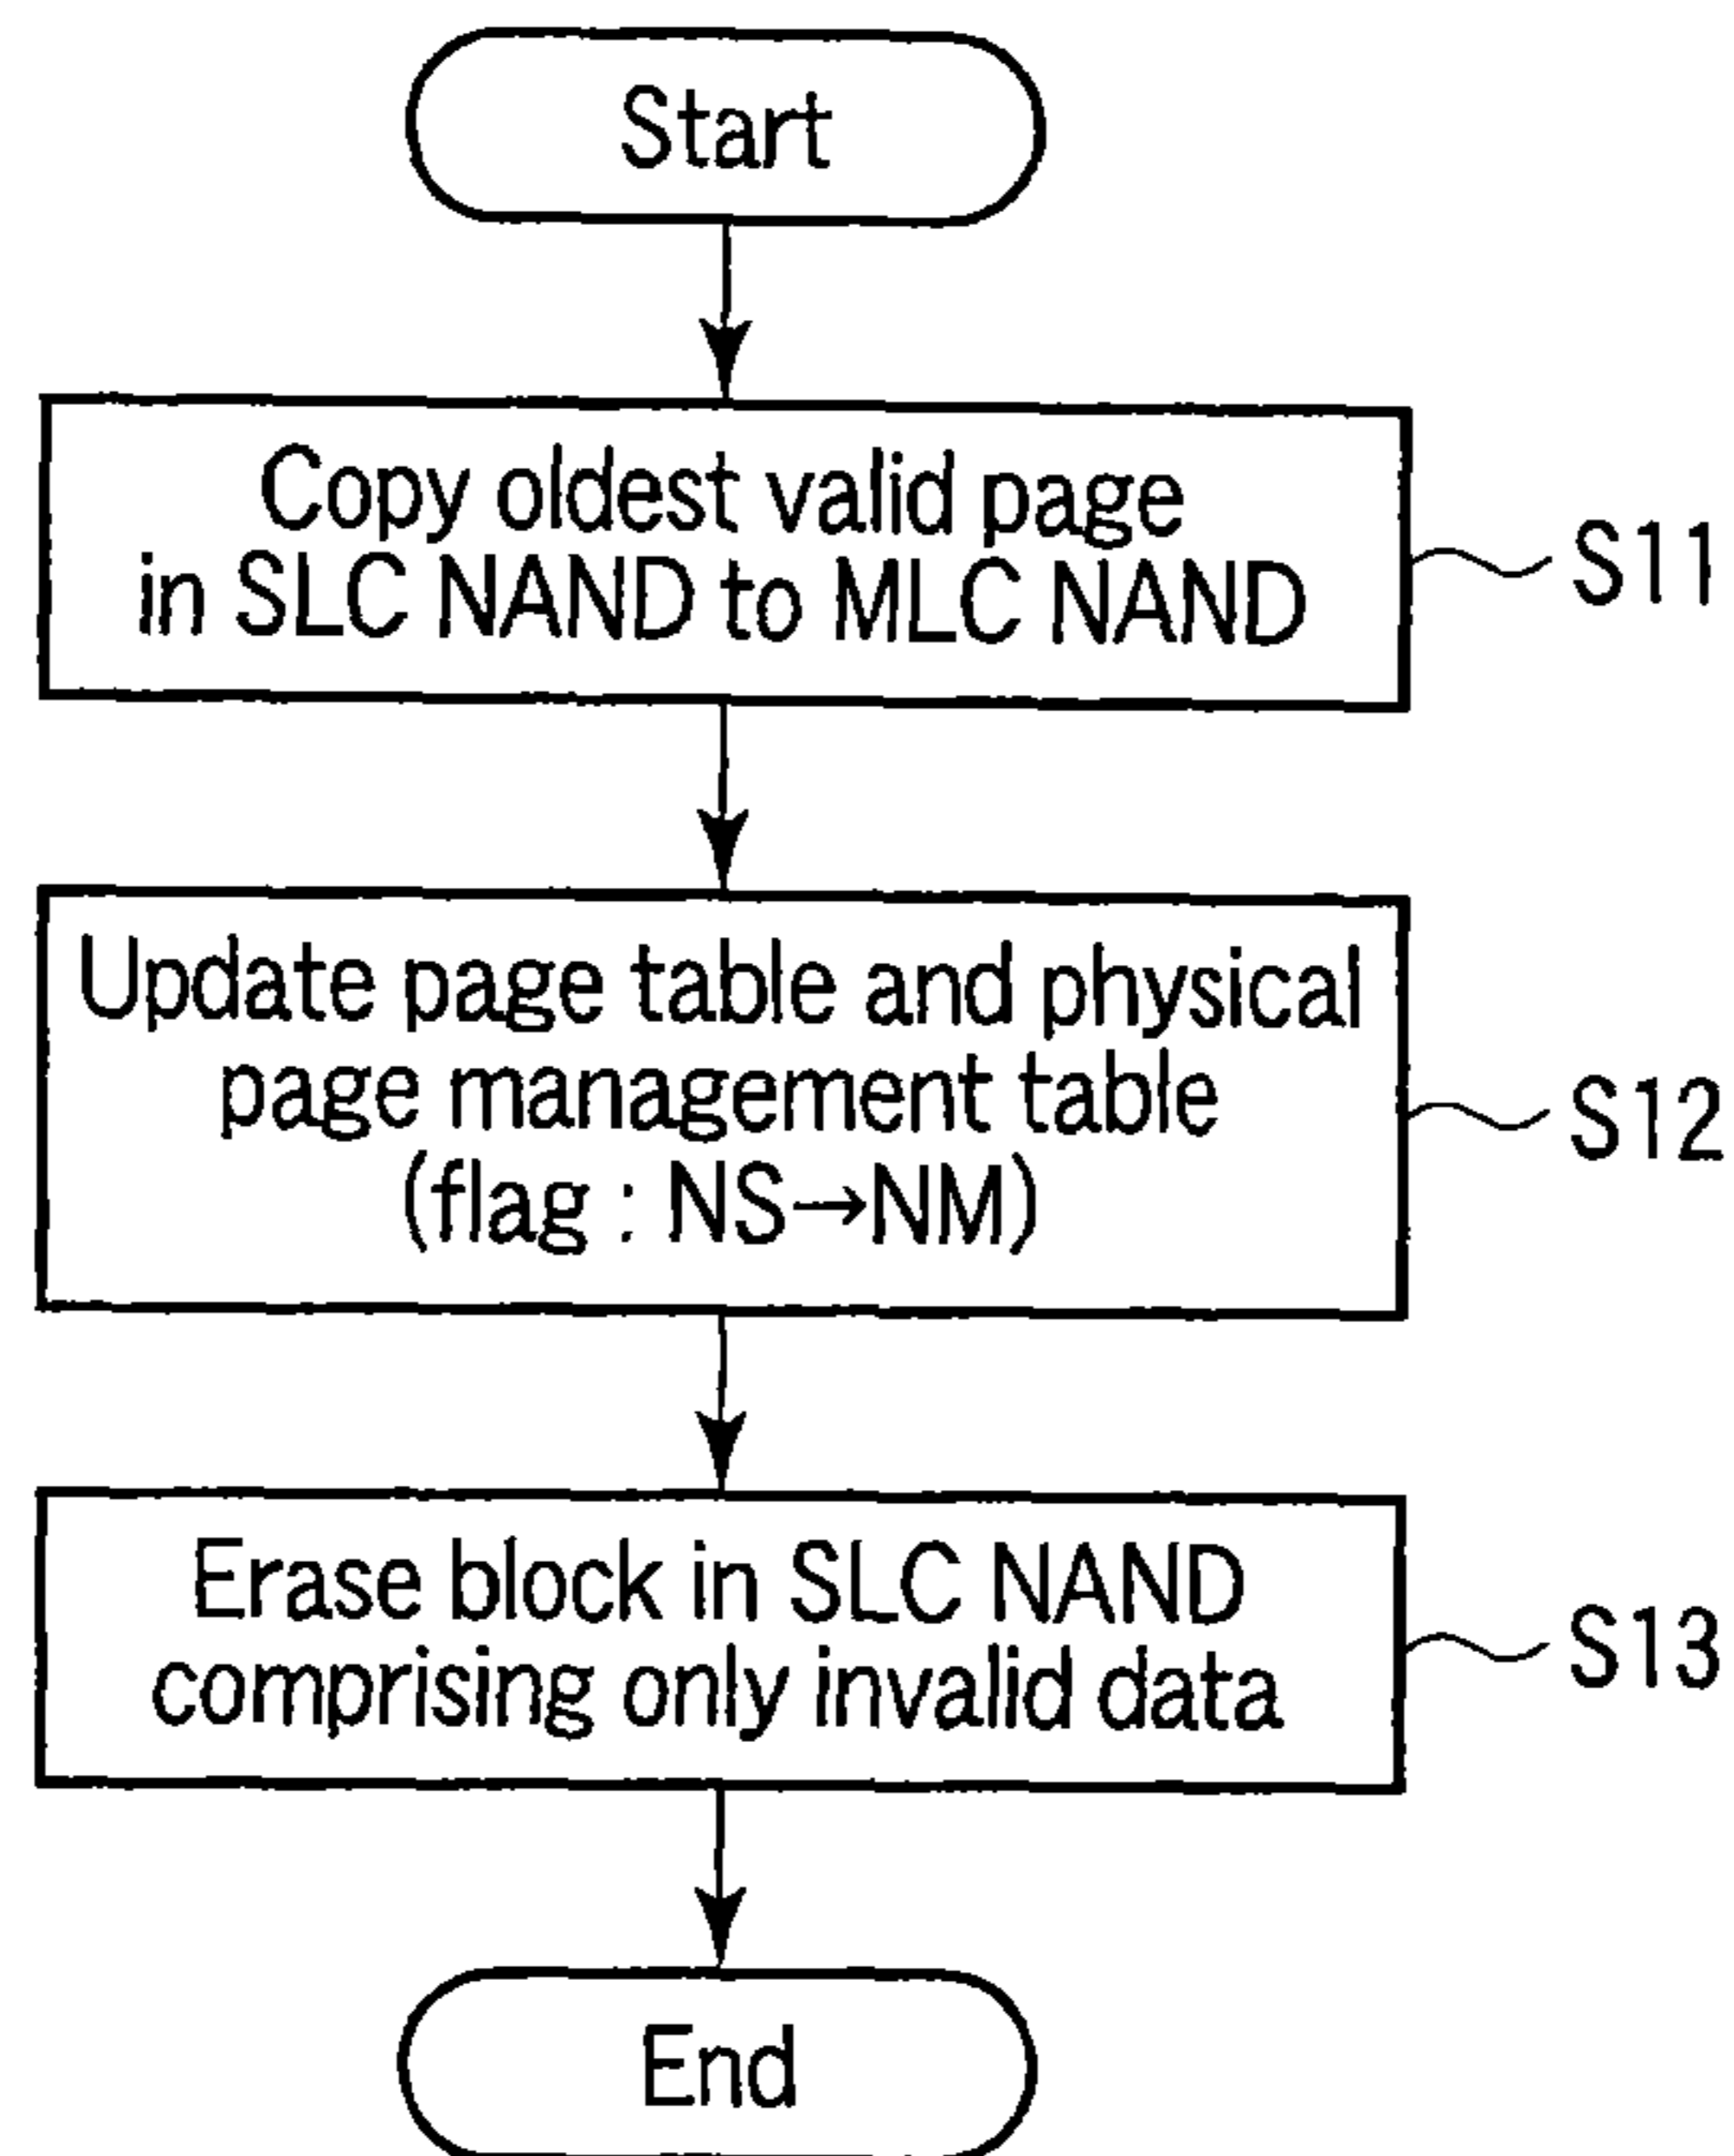 Start
Copy oldest valid page
in SLC NAND to MLC NAND
S11
Update page table and physical
page management table
(flag : NS→NM)
S12
Erase block in SLC NAND
comprising only invalid data
S13
End